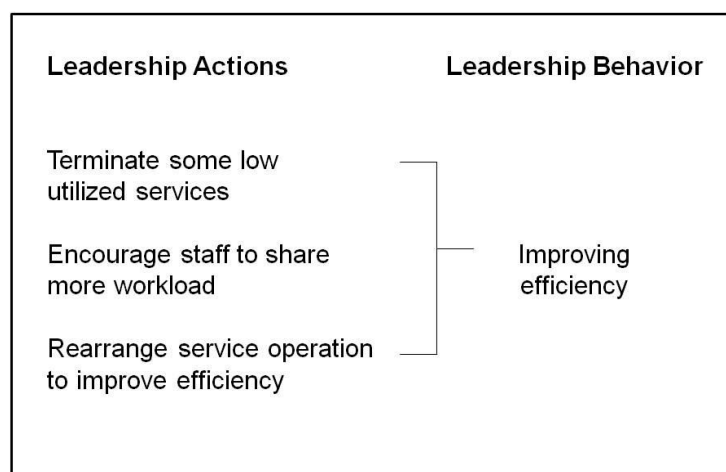 Leadership Actions
Leadership Behavior
Terminate some low
utilized services
Encourage staff to share
more workload
Improving
efficiency
Rearrange service operation
to improve efficiency